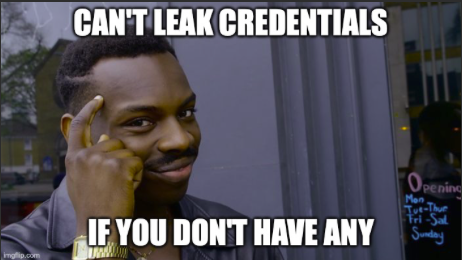 CAN'T LEAK CREDENTIALS
Opening
Mon
Tue-Thur
Fri-Sat
Sunday
IF YOU DON'T HAVE ANY
imgflip.com